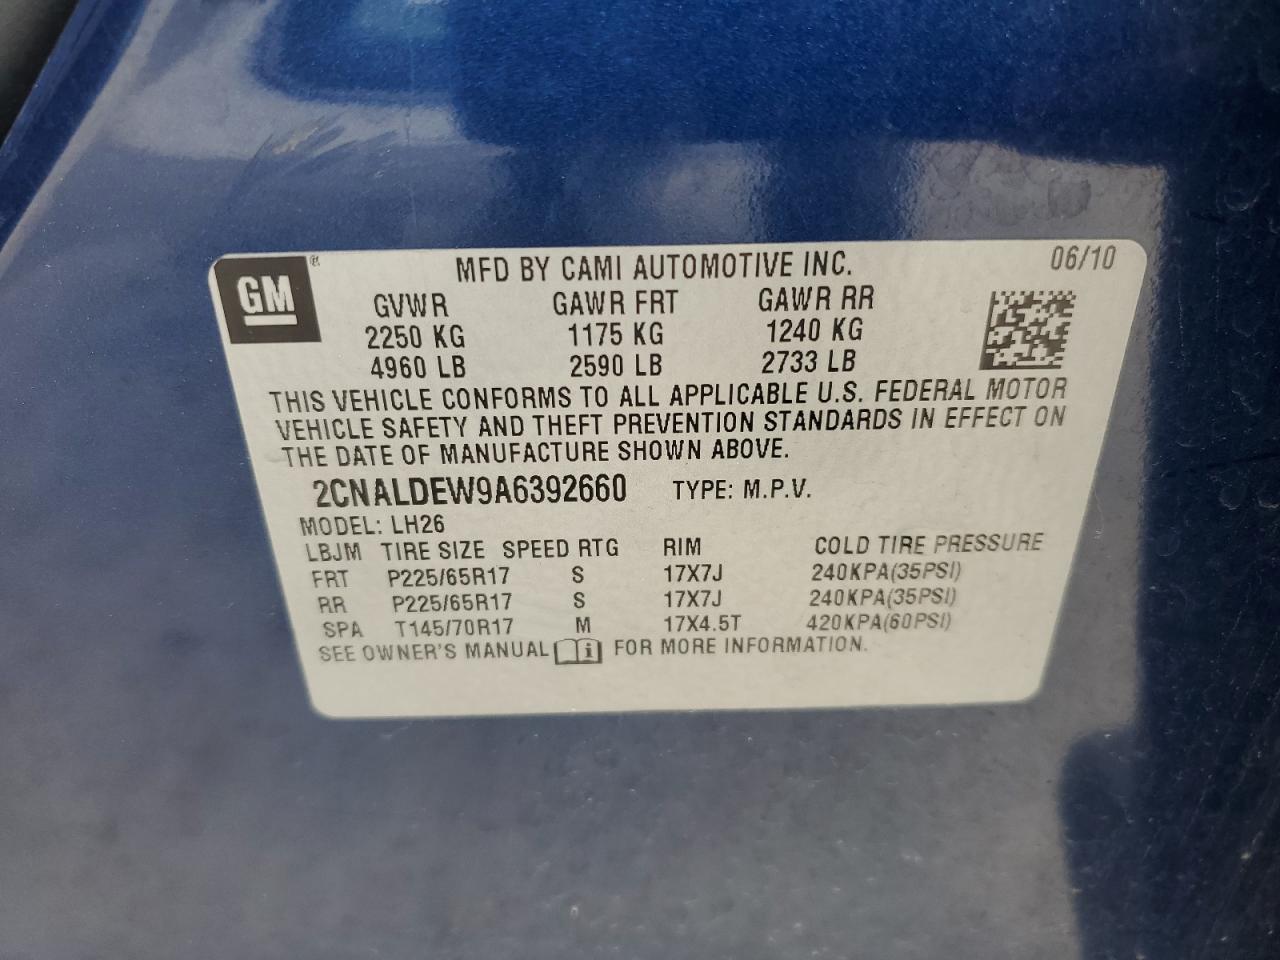 GM ®
MFD BY CAMI AUTOMOTIVE INC. 06/10
GVWR GAWR FRT GAWR RR
2250 KG 1175 KG 1240 KG
4960 LB 2590 LB 2733 LB
THIS VEHICLE CONFORMS TO ALL APPLICABLE U.S. FEDERAL MOTOR
VEHICLE SAFETY AND THEFT PREVENTION STANDARDS IN EFFECT ON
THE DATE OF MANUFACTURE SHOWN ABOVE.
2CNALDEW9A6392660 TYPE: M.P.V.
MODEL: LH26
LBJM TIRE SIZE SPEED RTG RIM COLD TIRE PRESSURE
FRT P225/65R17 S 17X7J 240KPA(35PSI)
RR P225/65R17 S 17X7J 240KPA(35PSI)
SPA T145/70R17 M 17X4.5T 420KPA(60PSI)
SEE OWNER'S MANUAL i FOR MORE INFORMATION.